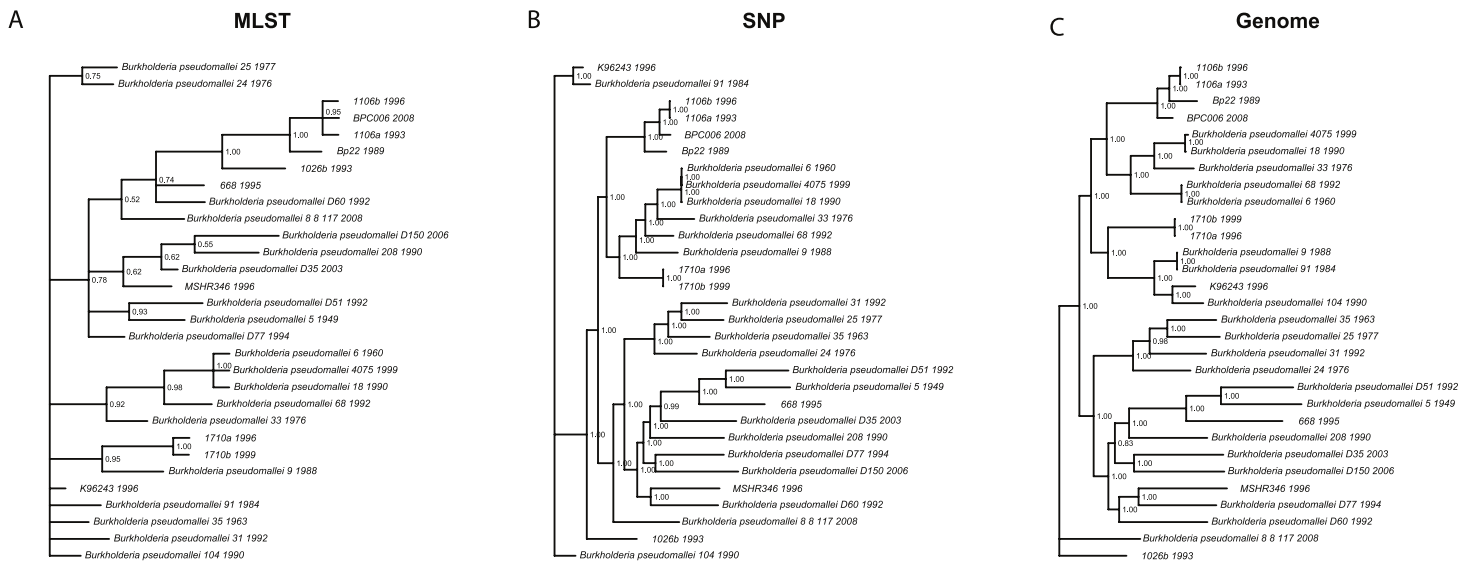 A
MLST
Burkholderia pseudomallei 25 1977
0.75
Burkholderia pseudomallei 24 1976
1106b 1996
0.95
BPC006 2008
1.00
1106a 1993
Bp22 1989
1.00
1026b 1993
0.74
668 1995
0.52
Burkholderia pseudomallei D60 1992
Burkholderia pseudomallei 8 8 117 2008
Burkholderia pseudomallei D150 2006
0.55
0.62
Burkholderia pseudomallei 208 1990
0.62
Burkholderia pseudomallei D35 2003
0.78
MSHR346 1996
Burkholderia pseudomallei D51 1992
0.93
Burkholderia pseudomallei 5 1949
Burkholderia pseudomallei D77 1994
Burkholderia pseudomallei 6 1960
1.00
Burkholderia pseudomallei 4075 1999
0.98
Burkholderia pseudomallei 18 1990
0.92
Burkholderia pseudomallei 68 1992
Burkholderia pseudomallei 33 1976
1710a 1996
1.00
1710b 1999
0.95
Burkholderia pseudomallei 9 1988
K96243 1996
Burkholderia pseudomallei 91 1984
Burkholderia pseudomallei 35 1963
Burkholderia pseudomallei 31 1992
Burkholderia pseudomallei 104 1990
B
SNP
K96243 1996
1.00
Burkholderia pseudomallei 91 1984
1106b 1996
1.00
1106a 1993
1.00
BPC006 2008
Bp22 1989
Burkholderia pseudomallei 6 1960
1.00
Burkholderia pseudomallei 4075 1999
1.00
1.00
Burkholderia pseudomallei 18 1990
1.00
1.00
Burkholderia pseudomallei 33 1976
1.00
Burkholderia pseudomallei 68 1992
1.00
Burkholderia pseudomallei 9 1988
1710a 1996
1.00
1710b 1999
Burkholderia pseudomallei 31 1992
1.00
1.00
Burkholderia pseudomallei 25 1977
1.00
1.00
Burkholderia pseudomallei 35 1963
Burkholderia pseudomallei 24 1976
Burkholderia pseudomallei D51 1992
1.00
1.00
Burkholderia pseudomallei 5 1949
0.99
1.00
668 1995
1.00
Burkholderia pseudomallei D35 2003
1.00
1.00
Burkholderia pseudomallei 208 1990
1.00
Burkholderia pseudomallei D77 1994
1.00
1.00
1.00
Burkholderia pseudomallei D150 2006
MSHR346 1996
1.00
Burkholderia pseudomallei D60 1992
Burkholderia pseudomallei 8 8 117 2008
1026b 1993
Burkholderia pseudomallei 104 1990
C
Genome
1106b 1996
1.00
1106a 1993
1.00
Bp22 1989
BPC006 2008
1.00
Burkholderia pseudomallei 4075 1999
1.00
1.00
Burkholderia pseudomallei 18 1990
1.00
Burkholderia pseudomallei 33 1976
Burkholderia pseudomallei 68 1992
1.00
Burkholderia pseudomallei 6 1960
1.00
1710b 1999
1.00
1710a 1996
1.00
Burkholderia pseudomallei 9 1988
1.00
Burkholderia pseudomallei 91 1984
1.00
K96243 1996
1.00
Burkholderia pseudomallei 104 1990
1.00
Burkholderia pseudomallei 35 1963
1.00
0.98
Burkholderia pseudomallei 25 1977
1.00
Burkholderia pseudomallei 31 1992
Burkholderia pseudomallei 24 1976
Burkholderia pseudomallei D51 1992
1.00
1.00
Burkholderia pseudomallei 5 1949
1.00
1.00
668 1995
0.83
Burkholderia pseudomallei 208 1990
Burkholderia pseudomallei D35 2003
1.00
1.00
Burkholderia pseudomallei D150 2006
MSHR346 1996
1.00
1.00
Burkholderia pseudomallei D77 1994
Burkholderia pseudomallei D60 1992
Burkholderia pseudomallei 8 8 117 2008
1026b 1993